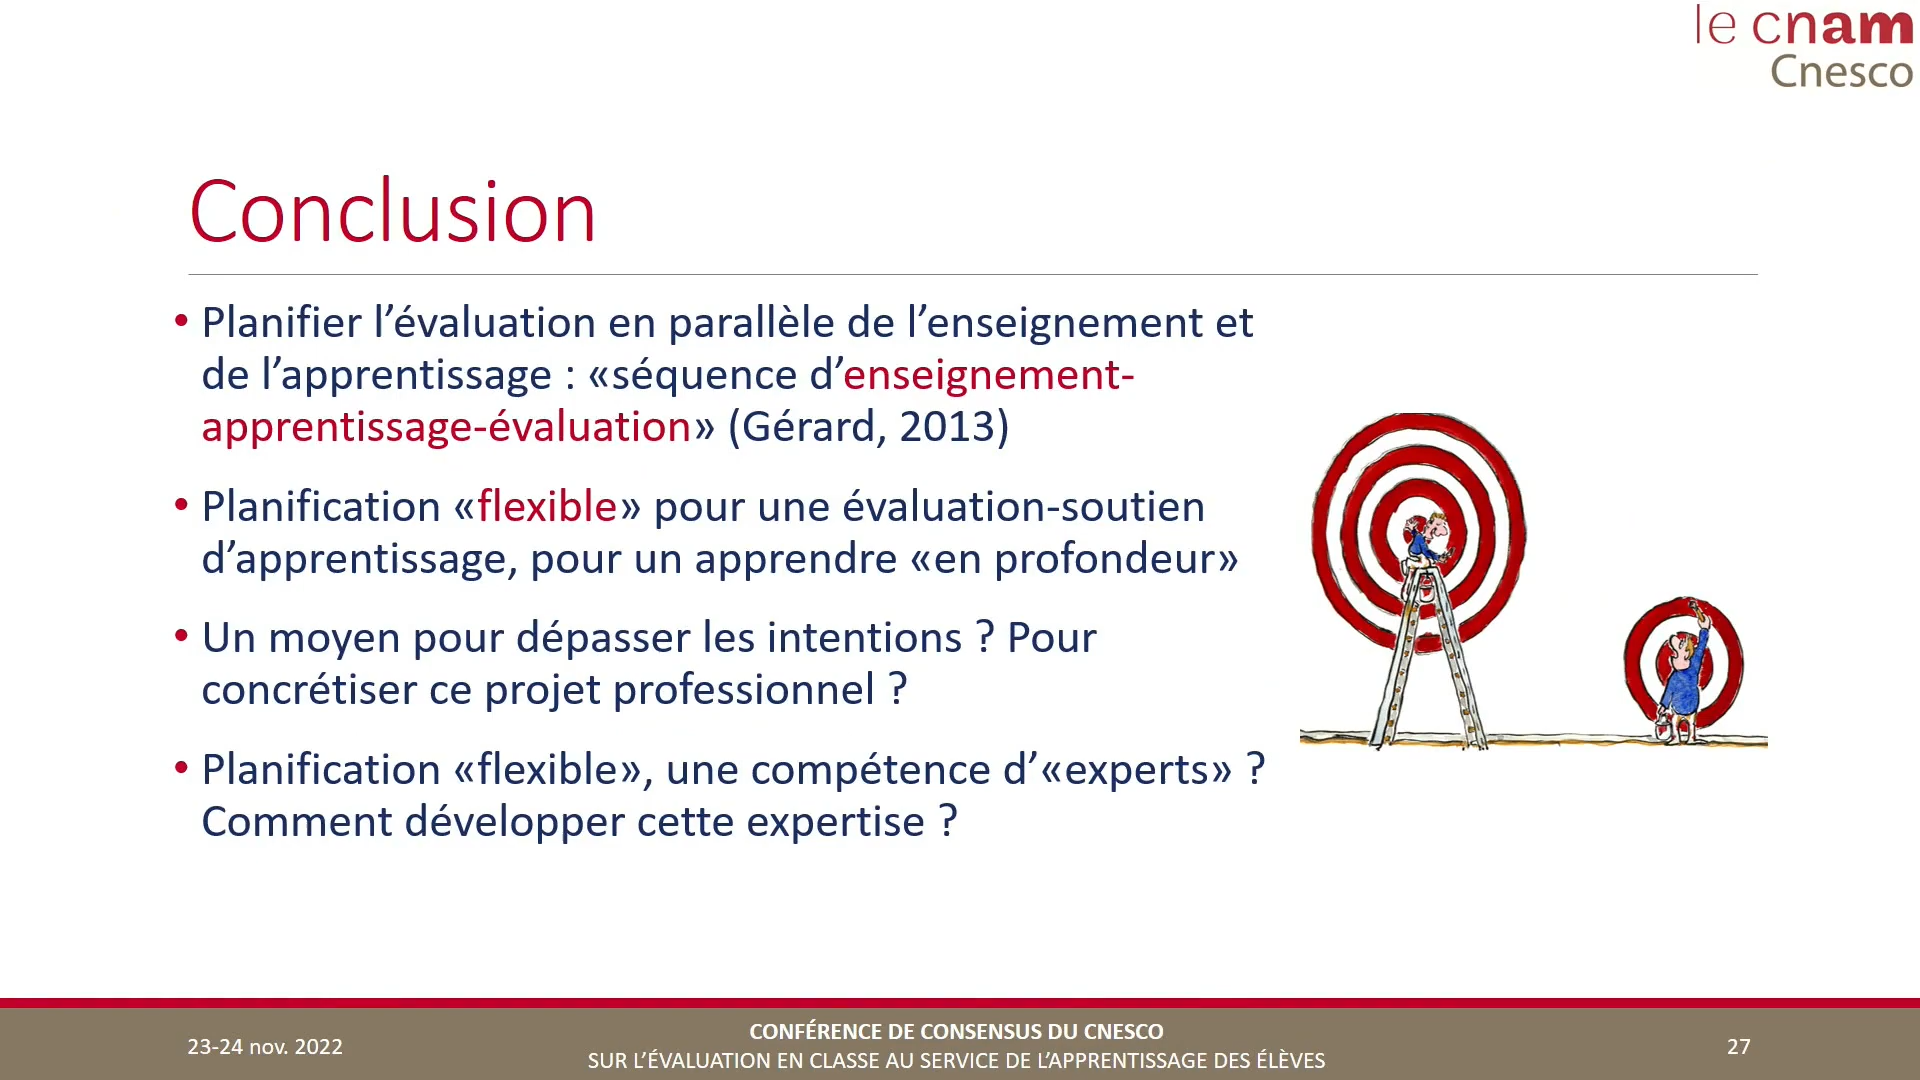 le cnam
Cnesco
Conclusion
• Planifier l’évaluation en parallèle de l’enseignement et
de l’apprentissage : «séquence d’enseignement-
apprentissage-évaluation» (Gérard, 2013)
• Planification «flexible» pour une évaluation-soutien
d’apprentissage, pour un apprendre «en profondeur»
• Un moyen pour dépasser les intentions ? Pour
concrétiser ce projet professionnel ?
• Planification «flexible», une compétence d’«experts» ?
Comment développer cette expertise ?
23-24 nov. 2022
CONFÉRENCE DE CONSENSUS DU CNESCO
SUR L’ÉVALUATION EN CLASSE AU SERVICE DE L’APPRENTISSAGE DES ÉLÈVES
27